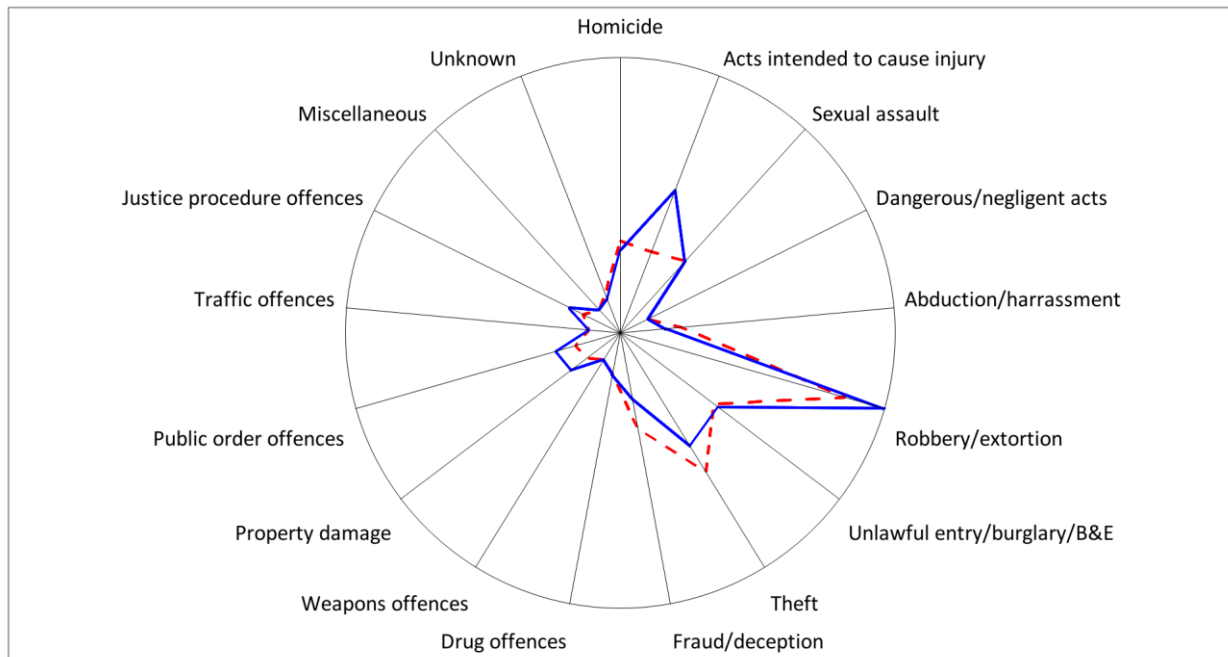 Homicide
Unknown
Acts intended to cause injury
Miscellaneous
Sexual assault
Justice procedure offences
Dangerous/negligent acts
Traffic offences
Abduction/harrassment
Public order offences
Robbery/extortion
Property damage
Unlawful entry/burglary/B&E
Weapons offences
Theft
Drug offences
Fraud/deception